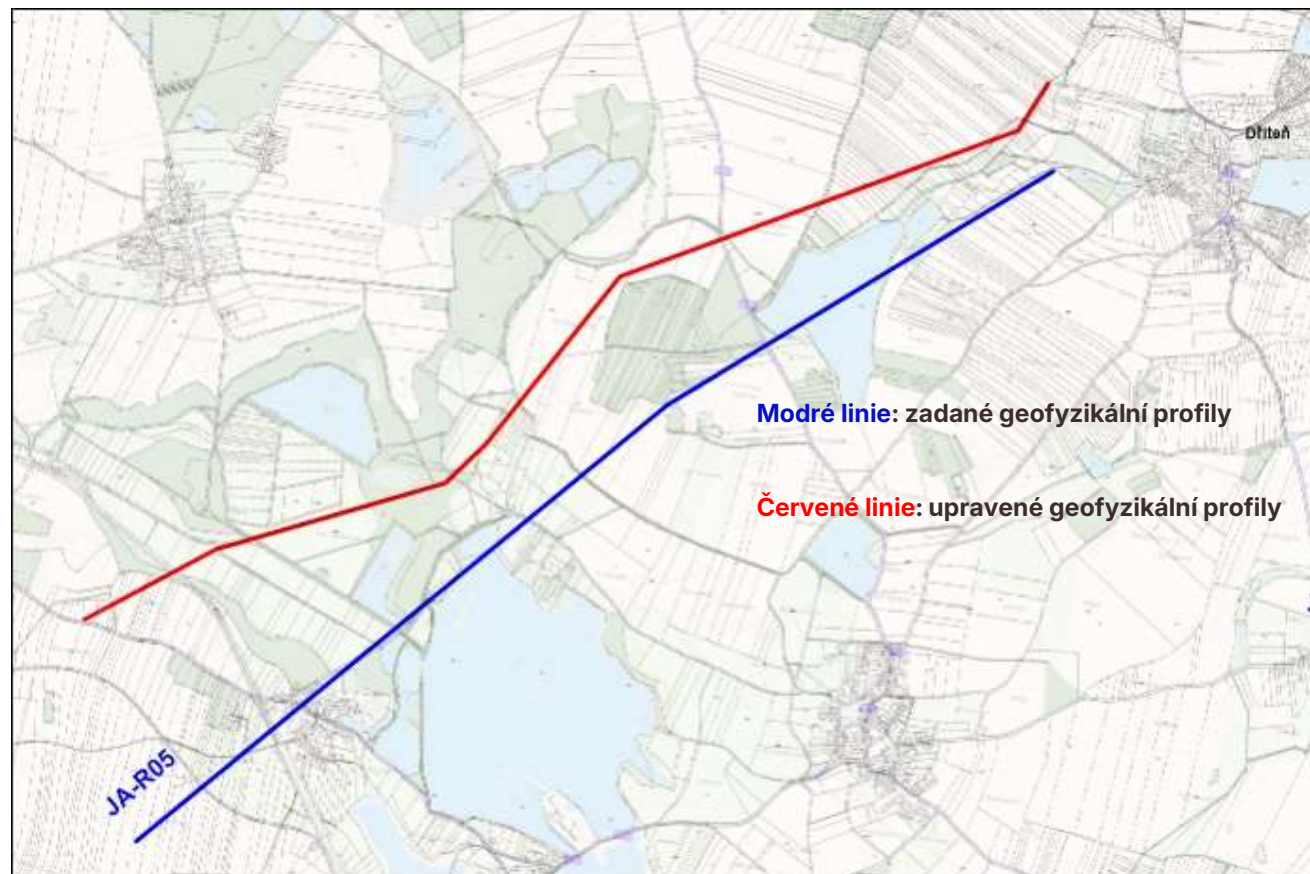 Dříteň
Modré linie: zadané geofyzikální profily
Červené linie: upravené geofyzikální profily
JA-R05